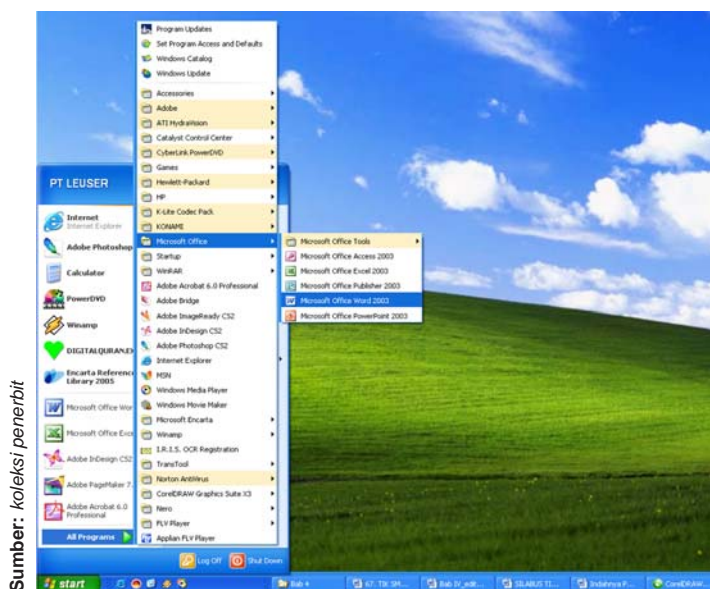 Sumber: koleksi penerbit
PT LEUSER
Internet
Internet Explorer
Adobe Photoshop
Calculator
PowerDVD
Winamp
DIGITALQURAN.EX
Encarta Reference
Library 2005
Microsoft Office Wor
Microsoft Office Exce
Adobe InDesign CS2
Adobe PageMaker 7.
Adobe Acrobat 6.0
Professional
All Programs
Program Updates
Set Program Access and Defaults
Windows Catalog
Windows Update
Accessories
Adobe
ATI HydraVision
Catalyst Control Center
CyberLink PowerDVD
Games
Hewlett-Packard
HP
K-Lite Codec Pack
KONAMI
Microsoft Office
Startup
WinRAR
Adobe Acrobat 6.0 Professional
Adobe Bridge
Adobe ImageReady CS2
Adobe InDesign CS2
Adobe Photoshop CS2
Internet Explorer
MSN
Windows Media Player
Windows Movie Maker
Microsoft Encarta
Winamp
I.R.I.S. OCR Registration
TransTool
Norton AntiVirus
CorelDRAW Graphics Suite X3
Nero
FLV Player
Applian FLV Player
Microsoft Office Tools
Microsoft Office Access 2003
Microsoft Office Excel 2003
Microsoft Office Publisher 2003
Microsoft Office Word 2003
Microsoft Office PowerPoint 2003
Log Off
Shut Down
start
Bab 4
67. TIK SM...
Bab IV_edit...
SILABUS TI...
Indahnya P...
CorelDRAW...